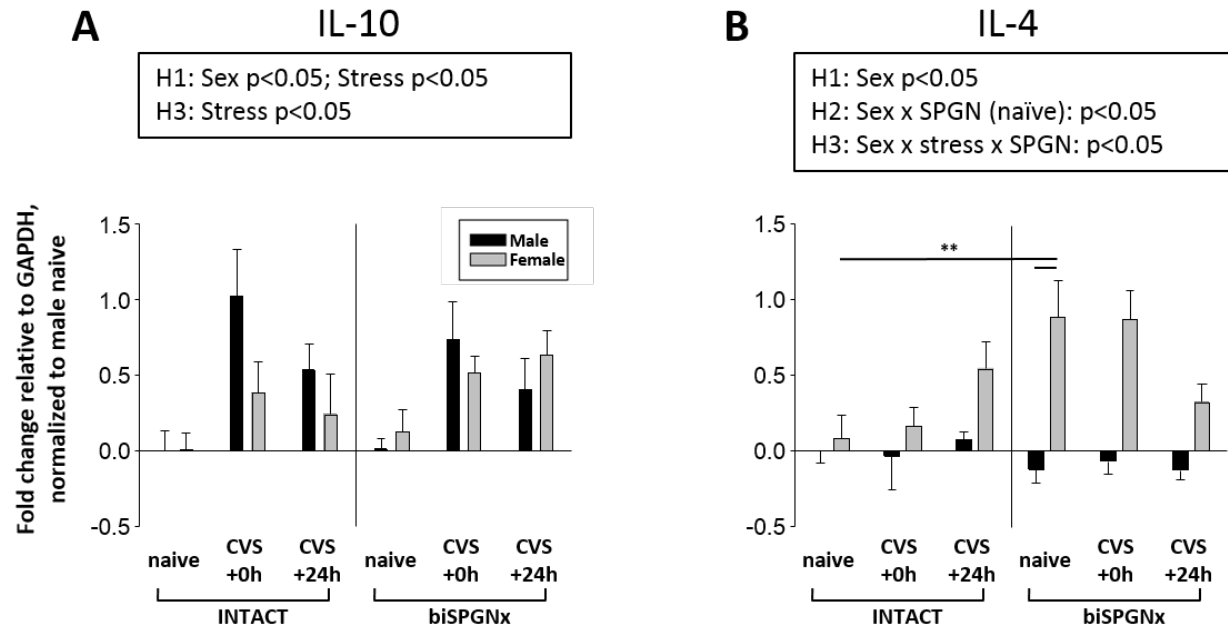 A
IL-10
H1: Sex p<0.05; Stress p<0.05
H3: Stress p<0.05
Fold change relative to GAPDH,
normalized to male naive
1.5
1.0
0.5
0.0
-0.5
Male
Female
naive
CVS
+0h
CVS
+24h
naive
CVS
+0h
CVS
+24h
INTACT
biSPGNx
B
IL-4
H1: Sex p<0.05
H2: Sex x SPGN (naïve): p<0.05
H3: Sex x stress x SPGN: p<0.05
1.5
1.0
0.5
0.0
-0.5
**
naive
CVS
+0h
CVS
+24h
naive
CVS
+0h
CVS
+24h
INTACT
biSPGNx